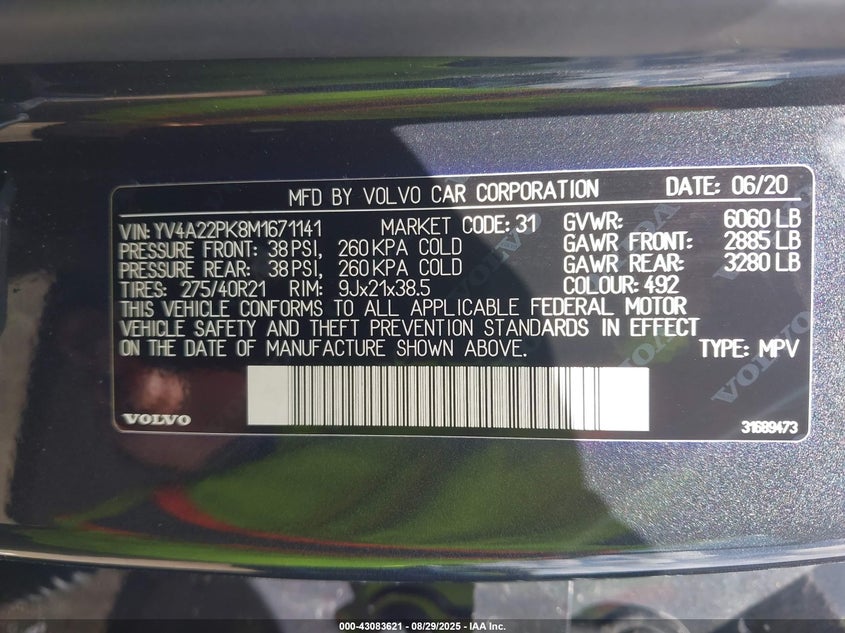 MFD BY VOLVO CAR CORPORATION DATE: 06/20
VIN: YV4A22PK8M1671141 MARKET CODE: 31 GVWR: 6060 LB
PRESSURE FRONT: 38 PSI, 260 KPA COLD GAWR FRONT: 2885 LB
PRESSURE REAR: 38 PSI, 260 KPA COLD GAWR REAR: 3280 LB
TIRES: 275/40R21 RIM: 9Jx21x38.5 COLOUR: 492
THIS VEHICLE CONFORMS TO ALL APPLICABLE FEDERAL MOTOR
VEHICLE SAFETY AND THEFT PREVENTION STANDARDS IN EFFECT
ON THE DATE OF MANUFACTURE SHOWN ABOVE. TYPE: MPV
VOLVO 31689473
VOLVO
VOLVO
VOLVO
VOLVO
000-43083621 - 08/29/2025 - IAA Inc.